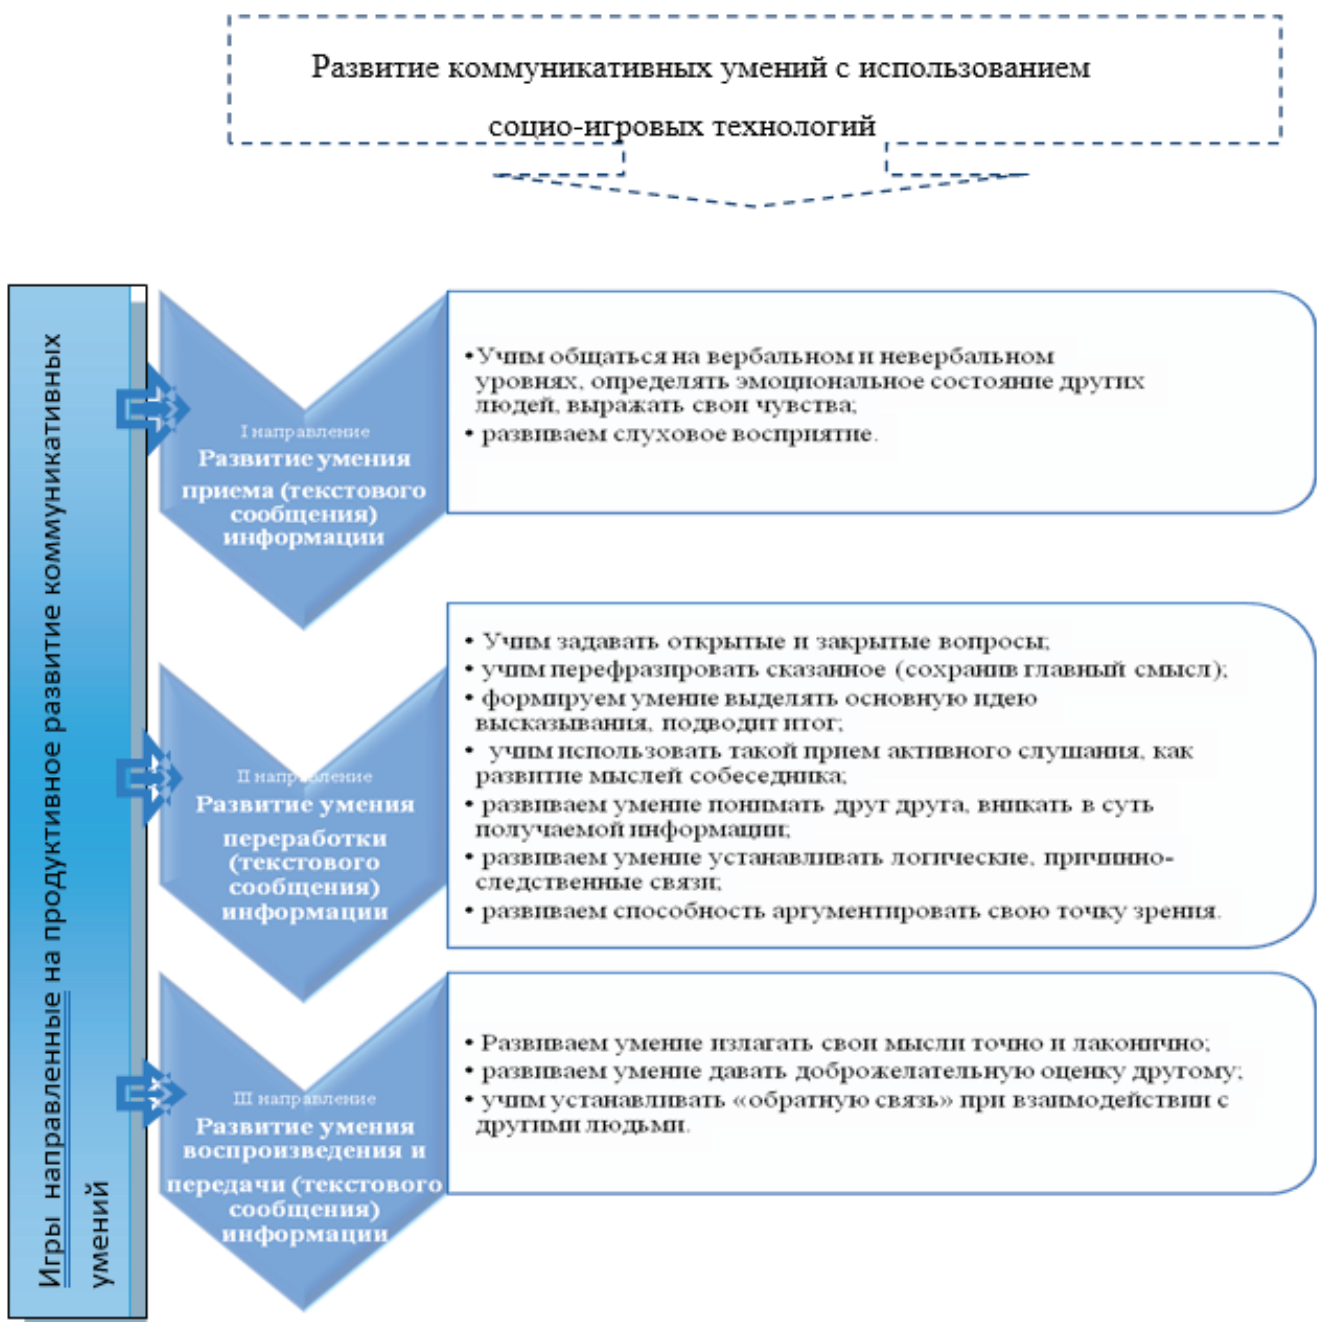 Развитие коммуникативных умений с использованием
социо-игровых технологий
Игры направленные на продуктивное развитие коммуникативных
умений
I направление
Развитие умения
приема (текстового
сообщения)
информации
•Учим общаться на вербальном и невербальном
уровнях, определять эмоциональное состояние других
людей, выражать свои чувства;
• развиваем слуховое восприятие.
II направление
Развитие умения
переработки
(текстового
сообщения)
информации
• Учим задавать открытые и закрытые вопросы;
• учим перефразировать сказанное (сохранив главный смысл);
• формируем умение выделять основную идею
высказывания, подводит итог;
• учим использовать такой прием активного слушания, как
развитие мыслей собеседника;
• развиваем умение понимать друг друга, вникать в суть
получаемой информации;
• развиваем умение устанавливать логические, причинно-
следственные связи;
• развиваем способность аргументировать свою точку зрения.
III направление
Развитие умения
воспроизведения и
передачи (текстового
сообщения)
информации
• Развиваем умение излагать свои мысли точно и лаконично;
• развиваем умение давать доброжелательную оценку другому;
• учим устанавливать «обратную связь» при взаимодействии с
другими людьми.